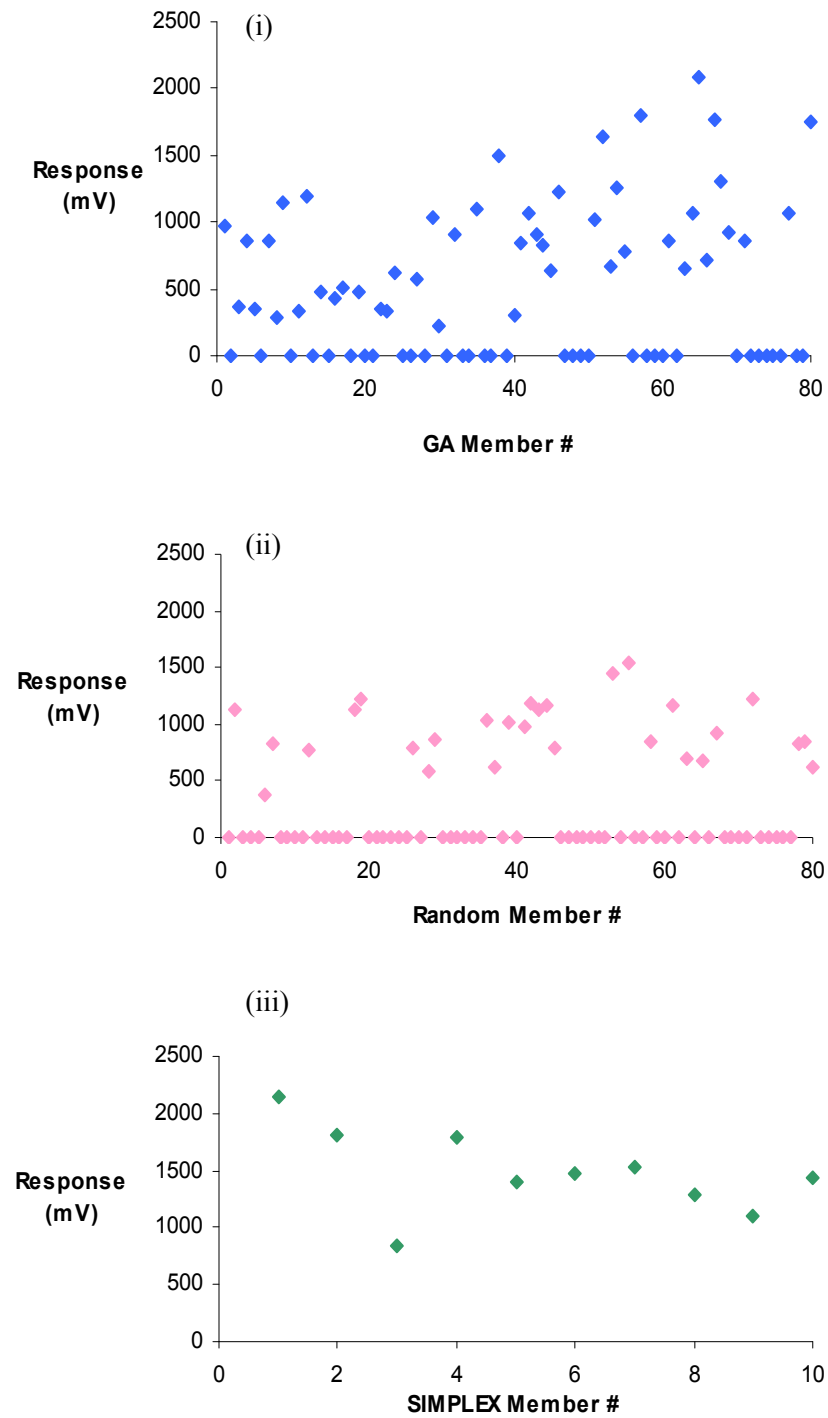 (i)
2500
2000
1500
1000
500
0
Response
(mV)
0 20 40 60 80
GA Member #
(ii)
2500
2000
1500
1000
500
0
Response
(mV)
0 20 40 60 80
Random Member #
(iii)
2500
2000
1500
1000
500
0
Response
(mV)
0 2 4 6 8 10
SIMPLEX Member #